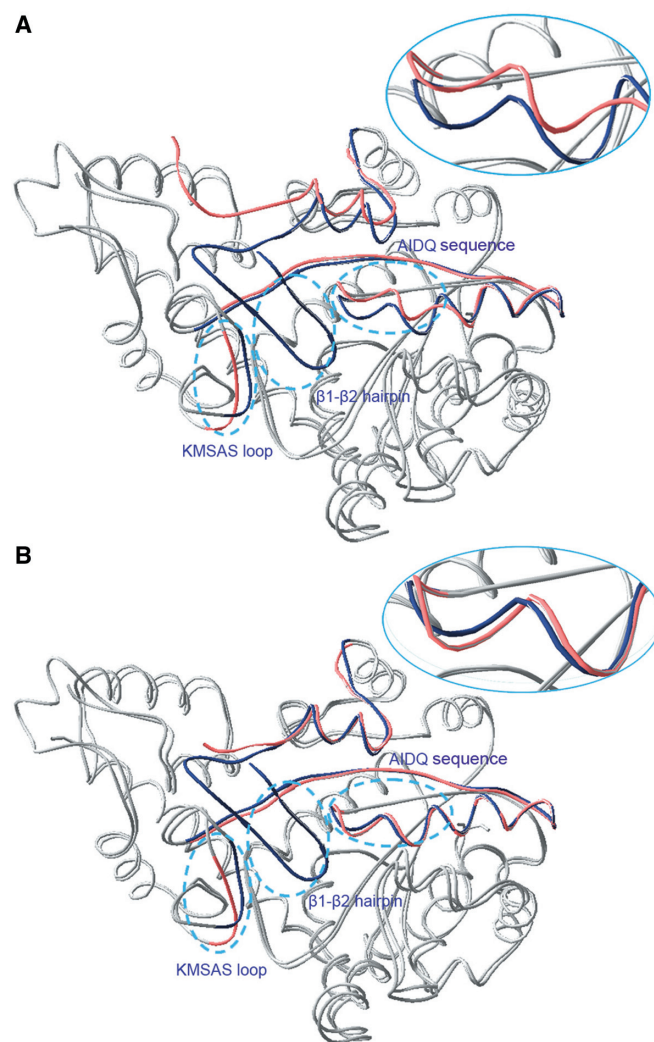 A
AIDQ sequence
β1-β2 hairpin
KMSAS loop
B
AIDQ sequence
β1-β2 hairpin
KMSAS loop